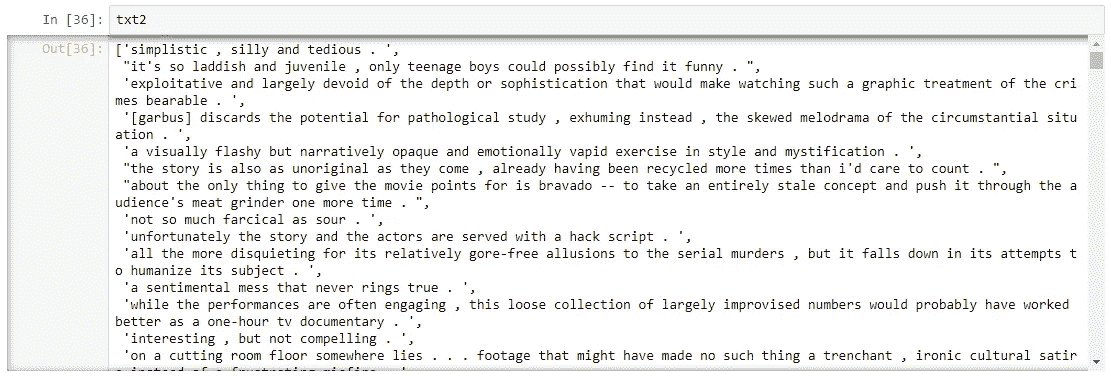 In [36]: txt2
Out[36]: ['simplistic , silly and tedious . ',
"it's so laddish and juvenile , only teenage boys could possibly find it funny . ",
'exploitative and largely devoid of the depth or sophistication that would make watching such a graphic treatment of the cri
mes bearable . ',
'[garbus] discards the potential for pathological study , exhuming instead , the skewed melodrama of the circumstantial situ
ation . ',
'a visually flashy but narratively opaque and emotionally vapid exercise in style and mystification . ',
"the story is also as unoriginal as they come , already having been recycled more times than i'd care to count . ",
"about the only thing to give the movie points for is bravado -- to take an entirely stale concept and push it through the a
udience's meat grinder one more time . ",
'not so much farcical as sour . ',
'unfortunately the story and the actors are served with a hack script . ',
'all the more disquieting for its relatively gore-free allusions to the serial murders , but it falls down in its attempts t
o humanize its subject . ',
'a sentimental mess that never rings true . ',
'while the performances are often engaging , this loose collection of largely improvised numbers would probably have worked
better as a one-hour tv documentary . ',
'interesting , but not compelling . ',
'on a cutting room floor somewhere lies . . . footage that might have made no such thing a trenchant , ironic cultural satir